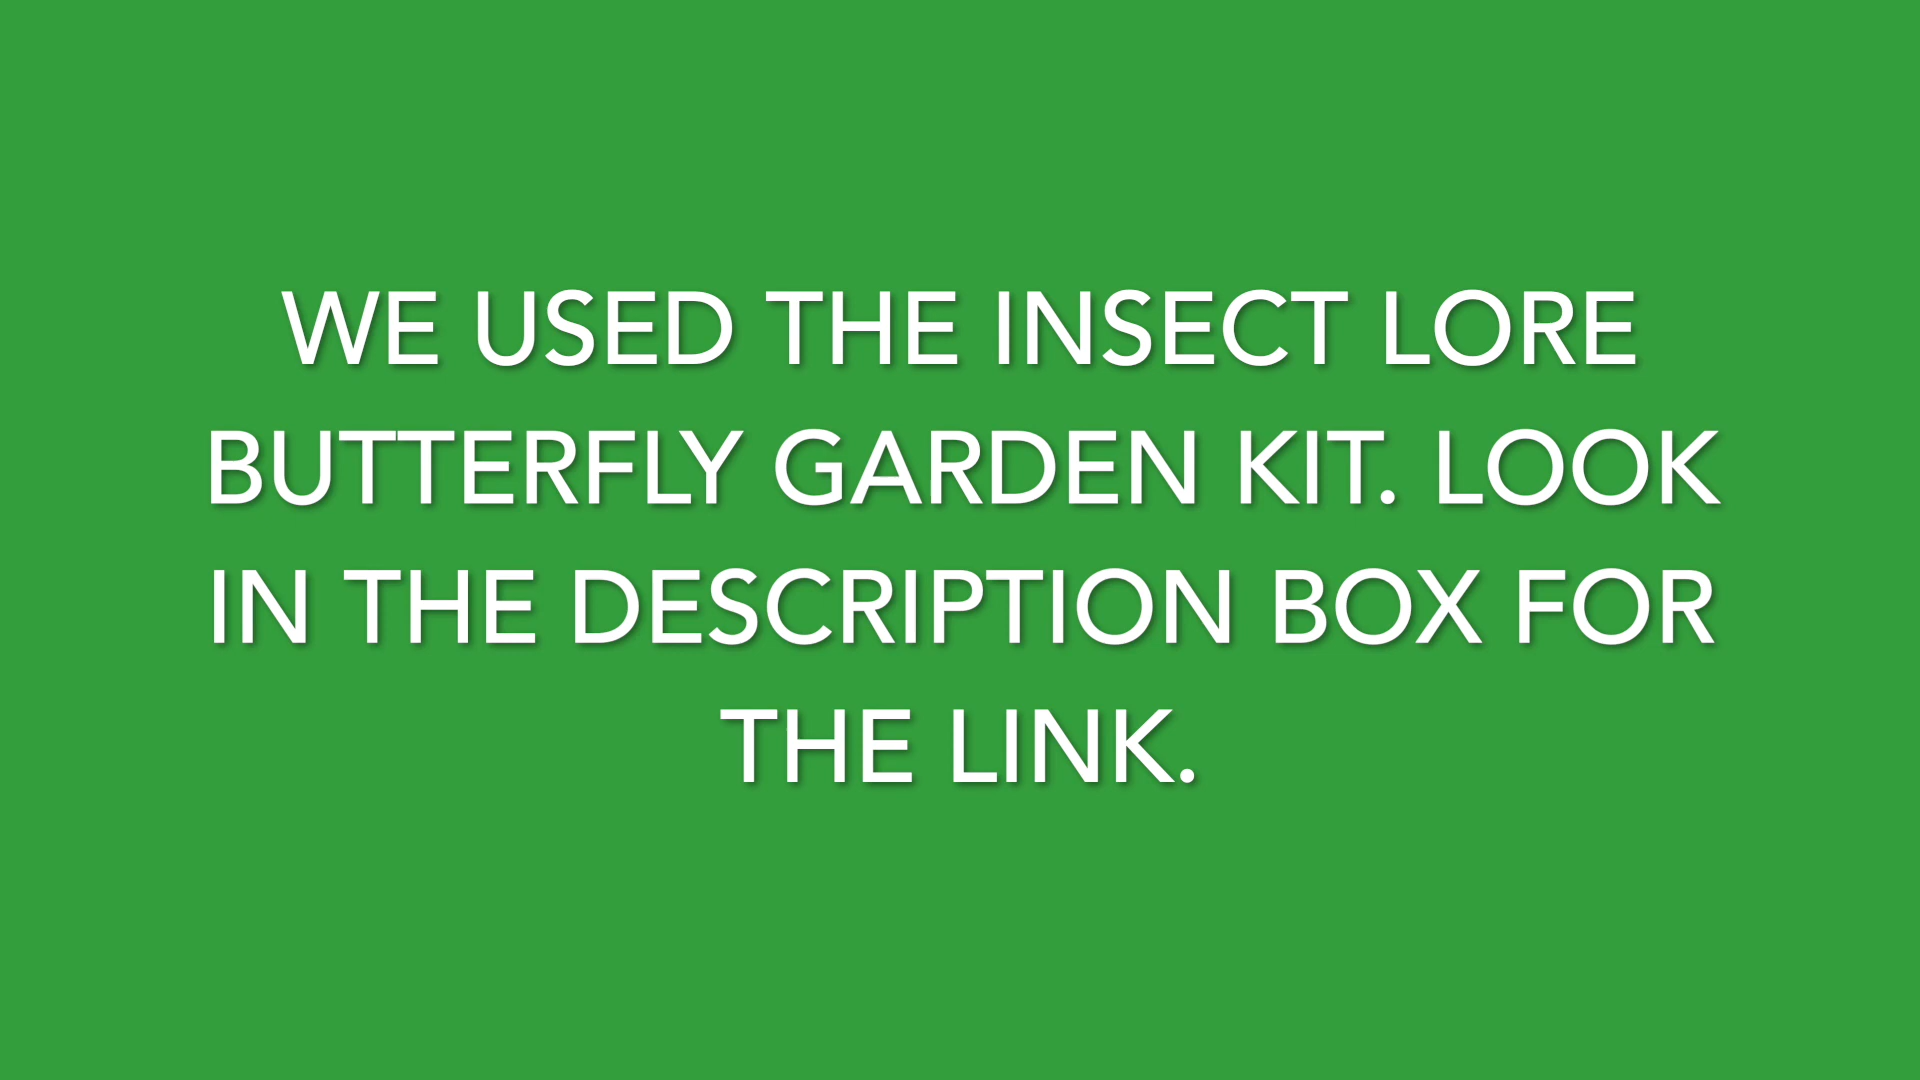 WE USED THE INSECT LORE
BUTTERFLY GARDEN KIT. LOOK
IN THE DESCRIPTION BOX FOR
THE LINK.